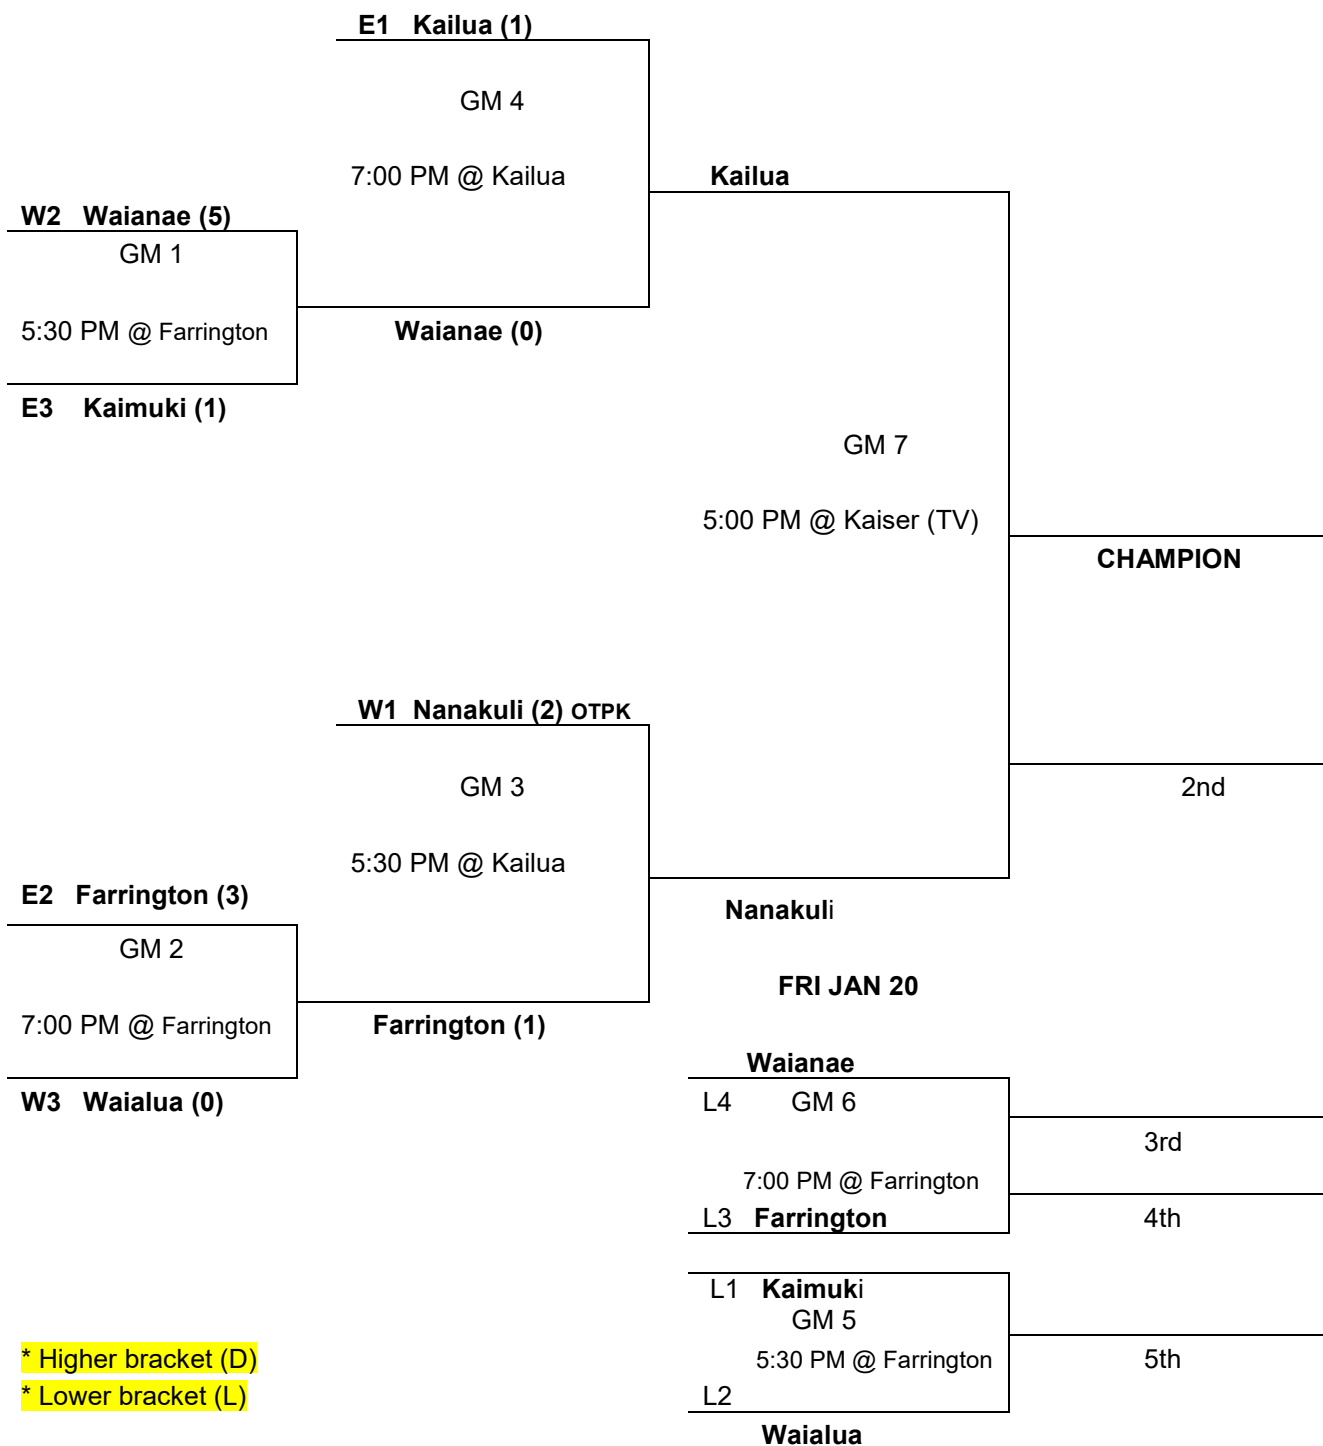 E1 Kailua (1)
GM 4
7:00 PM @ Kailua
Kailua
W2 Waianae (5)
GM 1
5:30 PM @ Farrington
Waianae (0)
E3 Kaimuki (1)
GM 7
5:00 PM @ Kaiser (TV)
CHAMPION
W1 Nanakuli (2) OTPK
GM 3
2nd
5:30 PM @ Kailua
E2 Farrington (3)
Nanakuli
GM 2
FRI JAN 20
7:00 PM @ Farrington
Farrington (1)
Waianae
W3 Waialua (0)
L4 GM 6
3rd
7:00 PM @ Farrington
L3 Farrington
4th
L1 Kaimuki
GM 5
* Higher bracket (D)
5:30 PM @ Farrington
5th
* Lower bracket (L)
L2
Waialua